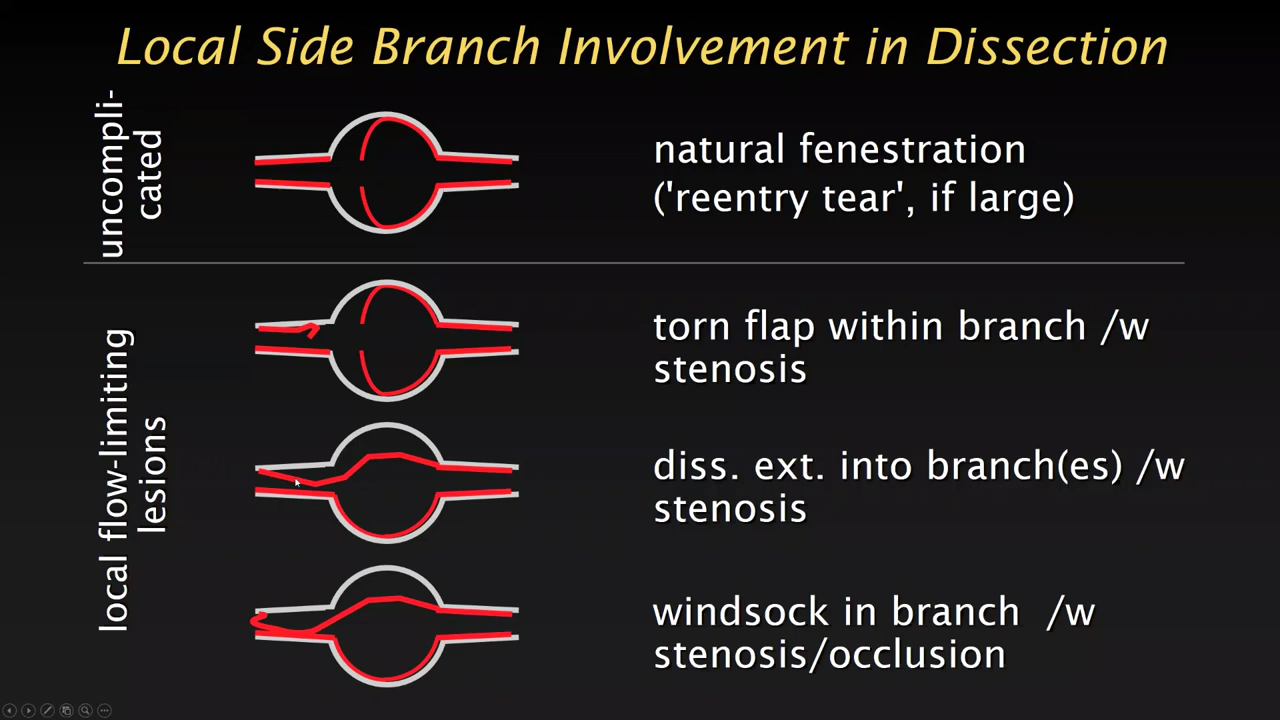 Local Side Branch Involvement in Dissection
uncompli-
cated
natural fenestration
('reentry tear', if large)
local flow-limiting
lesions
torn flap within branch /w
stenosis
diss. ext. into branch(es) /w
stenosis
windsock in branch /w
stenosis/occlusion